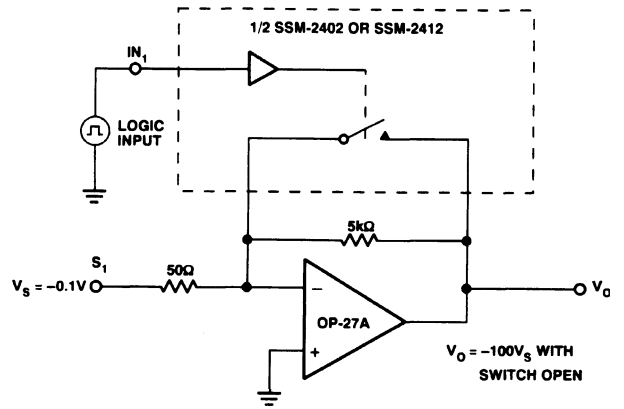 1/2 SSM-2402 OR SSM-2412
IN1
LOGIC
INPUT
5kΩ
S1
50Ω
VS = –0.1V
–
OP-27A
+
VO
VO = –100VS WITH
SWITCH OPEN